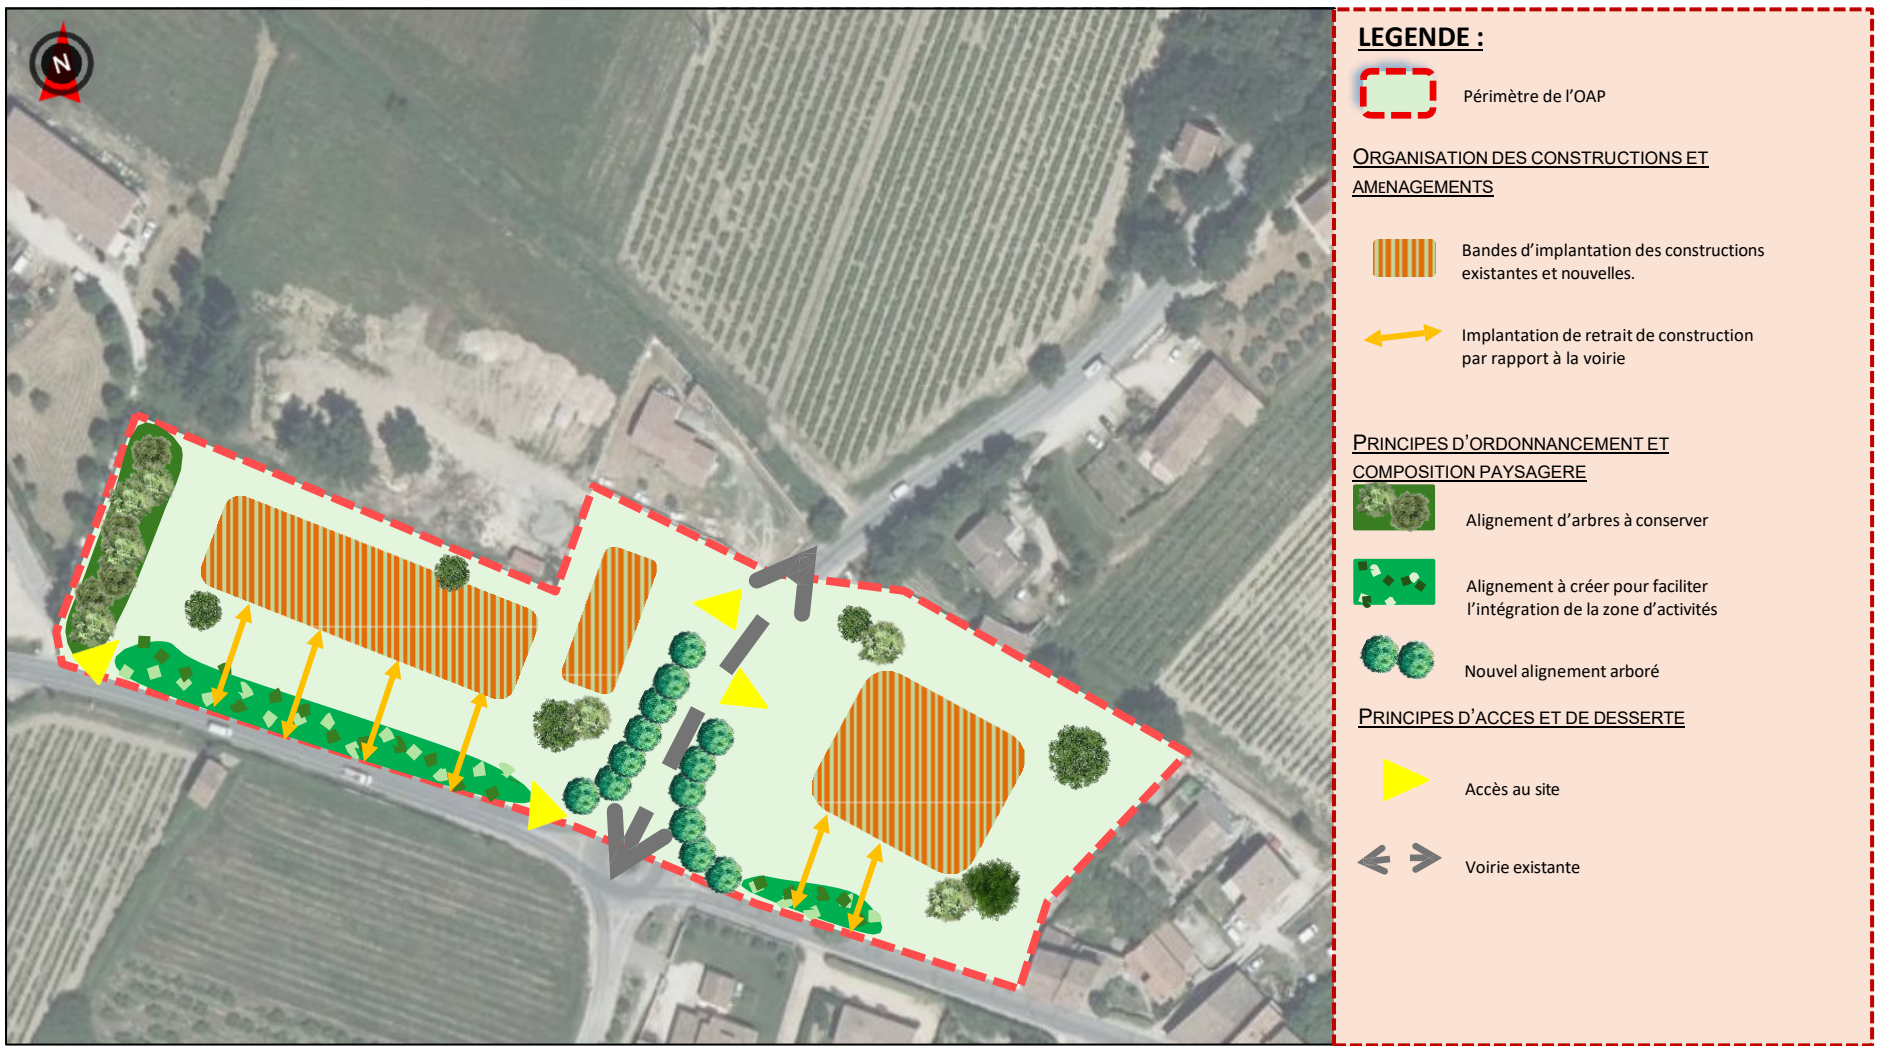 N
LEGENDE :
Périmètre de l’OAP
ORGANISATION DES CONSTRUCTIONS ET
AMENAGEMENTS
Bandes d’implantation des constructions
existantes et nouvelles.
Implantation de retrait de construction
par rapport à la voirie
PRINCIPES D’ORDONNANCEMENT ET
COMPOSITION PAYSAGERE
Alignement d’arbres à conserver
Alignement à créer pour faciliter
l’intégration de la zone d’activités
Nouvel alignement arboré
PRINCIPES D’ACCES ET DE DESSERTE
Accès au site
Voirie existante